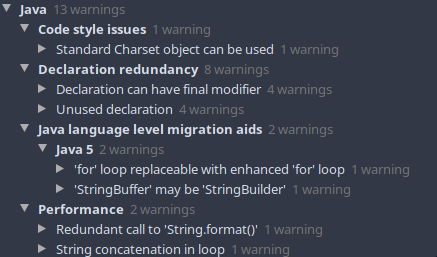 Java 13 warnings
Code style issues 1 warning
Standard Charset object can be used 1 warning
Declaration redundancy 8 warnings
Declaration can have final modifier 4 warnings
Unused declaration 4 warnings
Java language level migration aids 2 warnings
Java 5 2 warnings
'for' loop replaceable with enhanced 'for' loop 1 warning
'StringBuffer' may be 'StringBuilder' 1 warning
Performance 2 warnings
Redundant call to 'String.format()' 1 warning
String concatenation in loop 1 warning